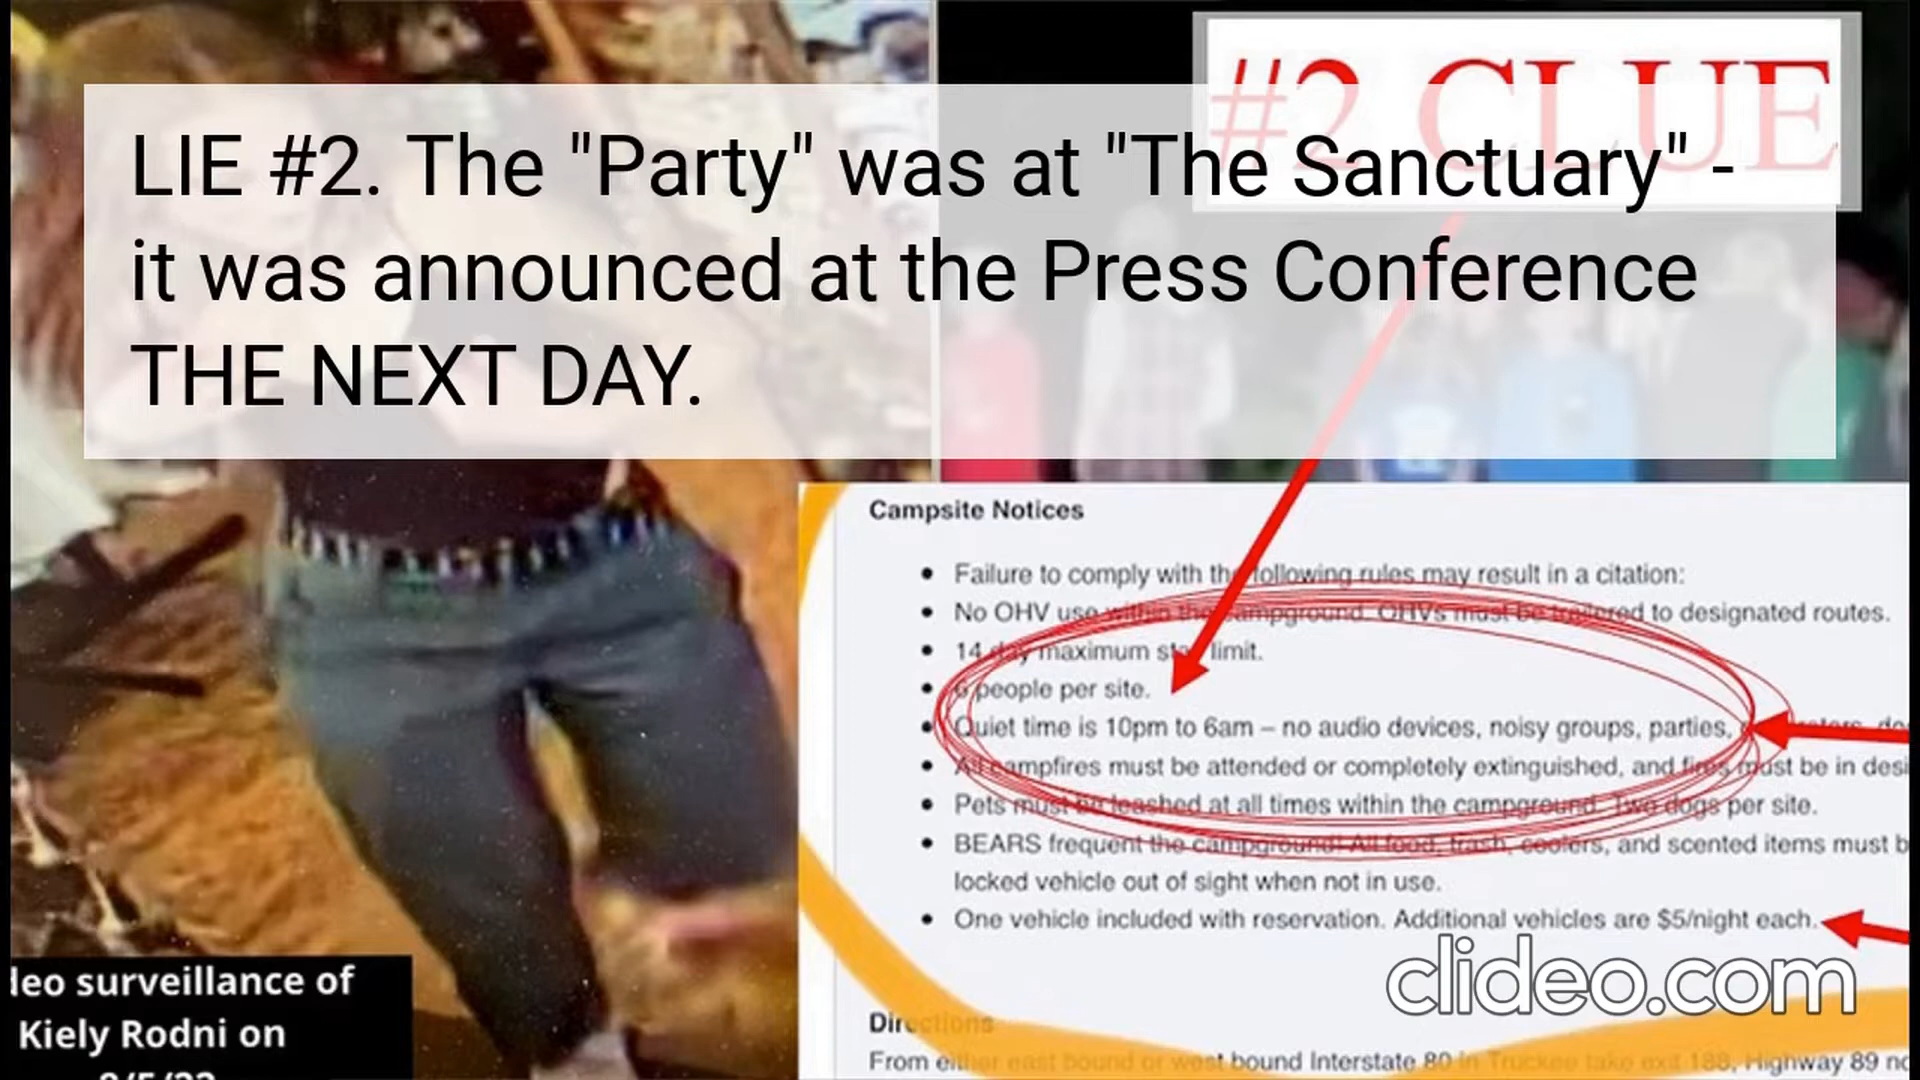 #2 CLUE
LIE #2. The "Party" was at "The Sanctuary" -
it was announced at the Press Conference
THE NEXT DAY.
Campsite Notices
• Failure to comply with the following rules may result in a citation:
• No OHV use within the campground. OHVs must be trailered to designated routes.
• 14 day maximum stay limit.
• 6 people per site.
• Quiet time is 10pm to 6am – no audio devices, noisy groups, parties,
• All campfires must be attended or completely extinguished, and fires must be in
• Pets must be leashed at all times within the campground. Two dogs per site.
• BEARS frequent the campground! All food, trash, coolers, and scented items must
locked vehicle out of sight when not in use.
• One vehicle included with reservation. Additional vehicles are $5/night each.
clideo.com
Directions
From either east bound or west bound Interstate 80 in Truckee take exit 188, Highway 89
deo surveillance of
Kiely Rodni on